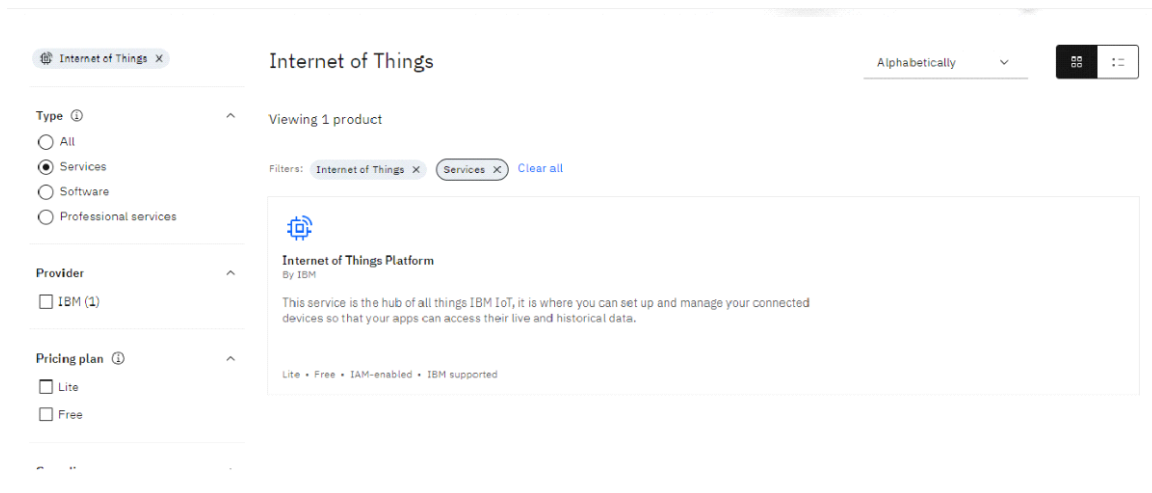 Internet of Things X
Internet of Things
Alphabetically
Type
All
Services
Software
Professional services
Viewing 1 product
Filters: Internet of Things X Services X Clear all
Provider
IBM (1)
Internet of Things Platform
By IBM
This service is the hub of all things IBM IoT, it is where you can set up and manage your connected
devices so that your apps can access their live and historical data.
Pricing plan
Lite
Free
Lite • Free • IAM-enabled • IBM supported